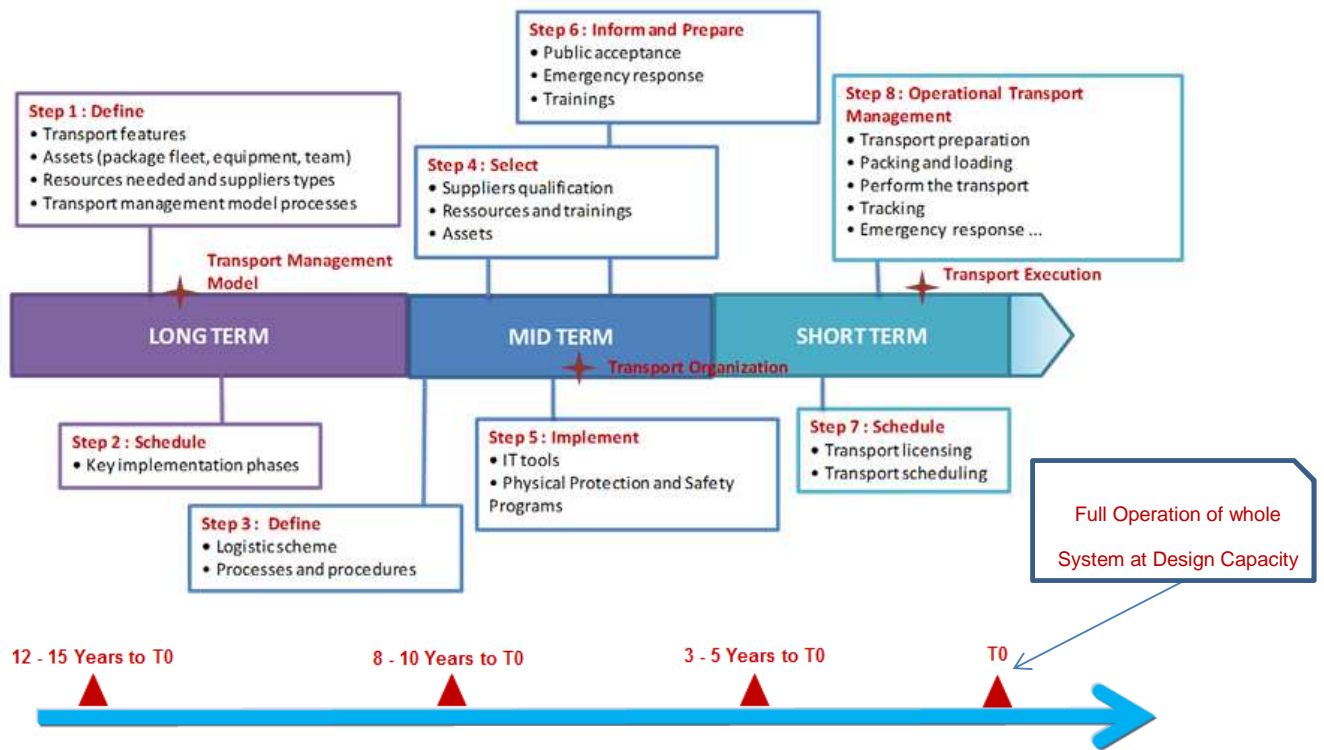 Step 6 : Inform and Prepare
• Public acceptance
• Emergency response
• Trainings
Step 1 : Define
• Transport features
• Assets (package fleet, equipment, team)
• Resources needed and suppliers types
• Transport management model processes
Step 4 : Select
• Suppliers qualification
• Ressources and trainings
• Assets
Step 8 : Operational Transport
Management
• Transport preparation
• Packing and loading
• Perform the transport
• Tracking
• Emergency response ...
Transport Management
Model
Transport Execution
LONG TERM
MID TERM
SHORT TERM
Transport Organization
Step 2 : Schedule
• Key implementation phases
Step 3 : Define
• Logistic scheme
• Processes and procedures
Step 5 : Implement
• IT tools
• Physical Protection and Safety
Programs
Step 7 : Schedule
• Transport licensing
• Transport scheduling
Full Operation of whole
System at Design Capacity
12 - 15 Years to T0
8 - 10 Years to T0
3 - 5 Years to T0
T0